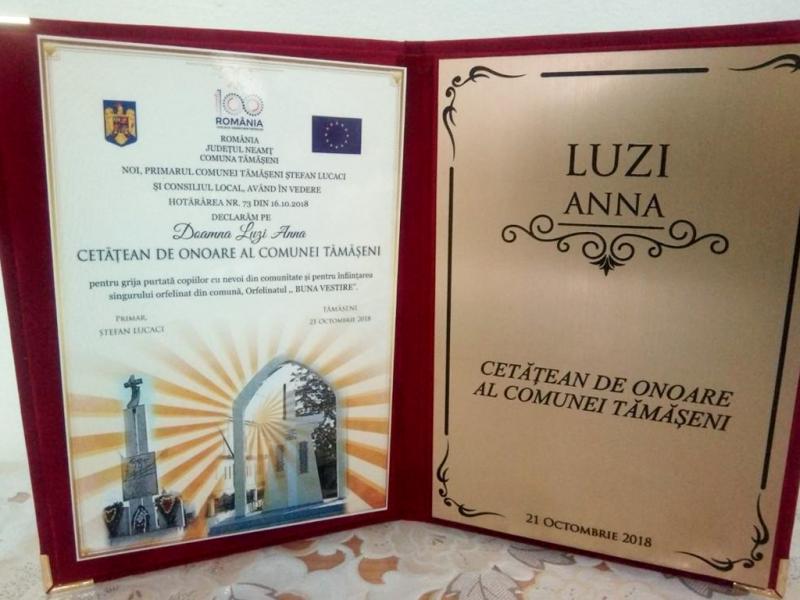 100
ROMÂNIA
ROMÂNIA
JUDEȚUL NEAMȚ
COMUNA TĂMĂȘENI
NOI, PRIMARUL COMUNEI TĂMĂȘENI ȘTEFAN LUCACI
ȘI CONSILIUL LOCAL, AVÂND ÎN VEDERE
HOTĂRÂREA NR. 73 DIN 16.10.2018
DECLARĂM PE
Doamna Luzi Anna
CETĂȚEAN DE ONOARE AL COMUNEI TĂMĂȘENI
pentru grija purtată copiilor cu nevoi din comunitate și pentru înființarea
singurului orfelinat din comună, Orfelinatul ,, BUNA VESTIRE".
PRIMAR,
ȘTEFAN LUCACI
TĂMĂȘENI,
21 OCTOMBRIE 2018
LUZI
ANNA
CETĂȚEAN DE ONOARE
AL COMUNEI TĂMĂȘENI
21 OCTOMBRIE 2018